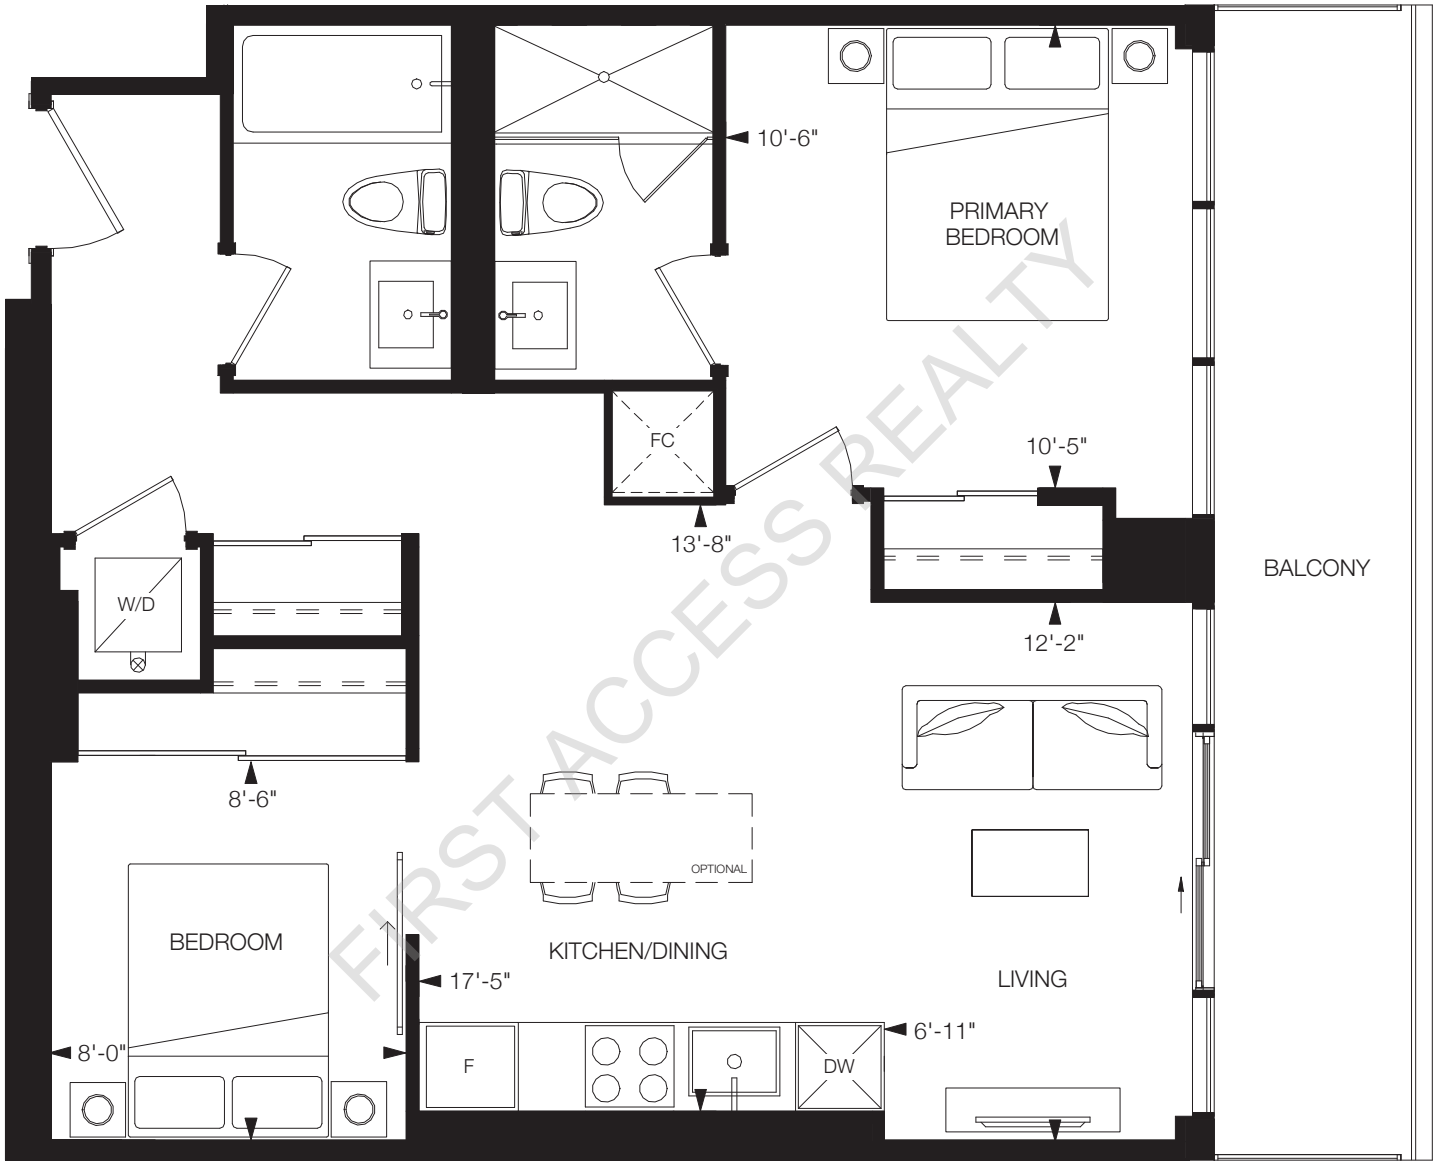 10'-6"
PRIMARY
BEDROOM
FC
10'-5"
13'-8"
BALCONY
W/D
12'-2"
8'-6"
OPTIONAL
BEDROOM
KITCHEN/DINING
17'-5"
LIVING
8'-0"
6'-11"
F
DW
FIRST ACCESS REALTY